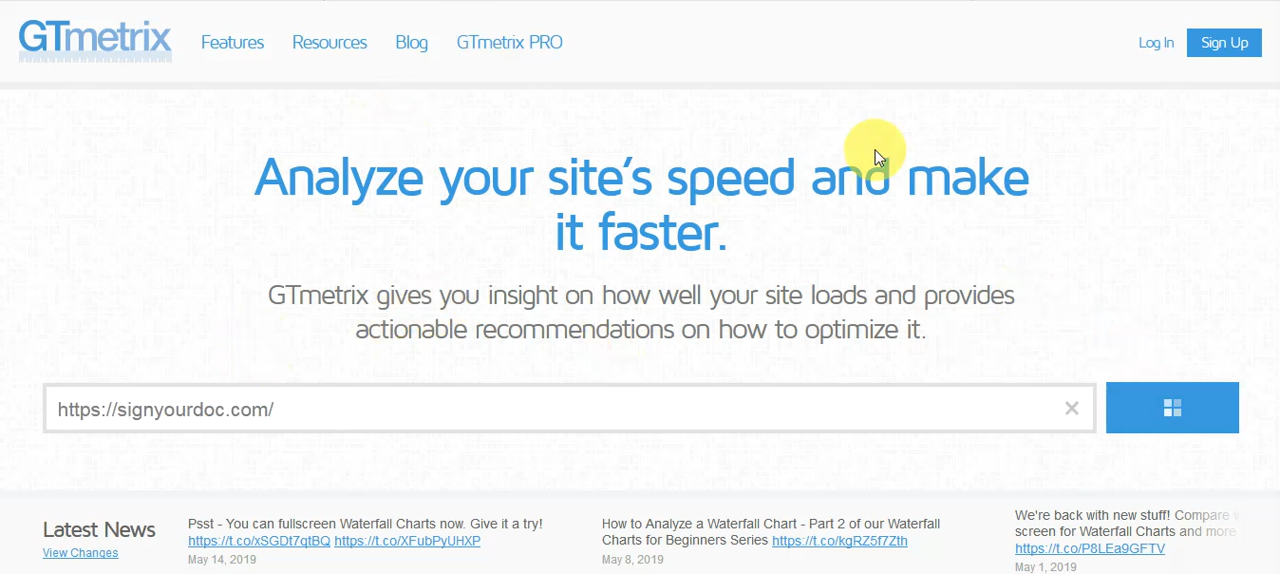 GTmetrix
Features
Resources
Blog
GTmetrix PRO
Log In
Sign Up
Analyze your site's speed and make
it faster.
GTmetrix gives you insight on how well your site loads and provides
actionable recommendations on how to optimize it.
https://signyourdoc.com/
Latest News
View Changes
Psst - You can fullscreen Waterfall Charts now. Give it a try!
https://t.co/xSGDt7qtBQ https://t.co/XFubPyUHXP
May 14, 2019
How to Analyze a Waterfall Chart - Part 2 of our Waterfall
Charts for Beginners Series https://t.co/kgRZ5f7Zth
May 8, 2019
We're back with new stuff! Compare
screen for Waterfall Charts and more
https://t.co/P8LEa9GFTV
May 1, 2019